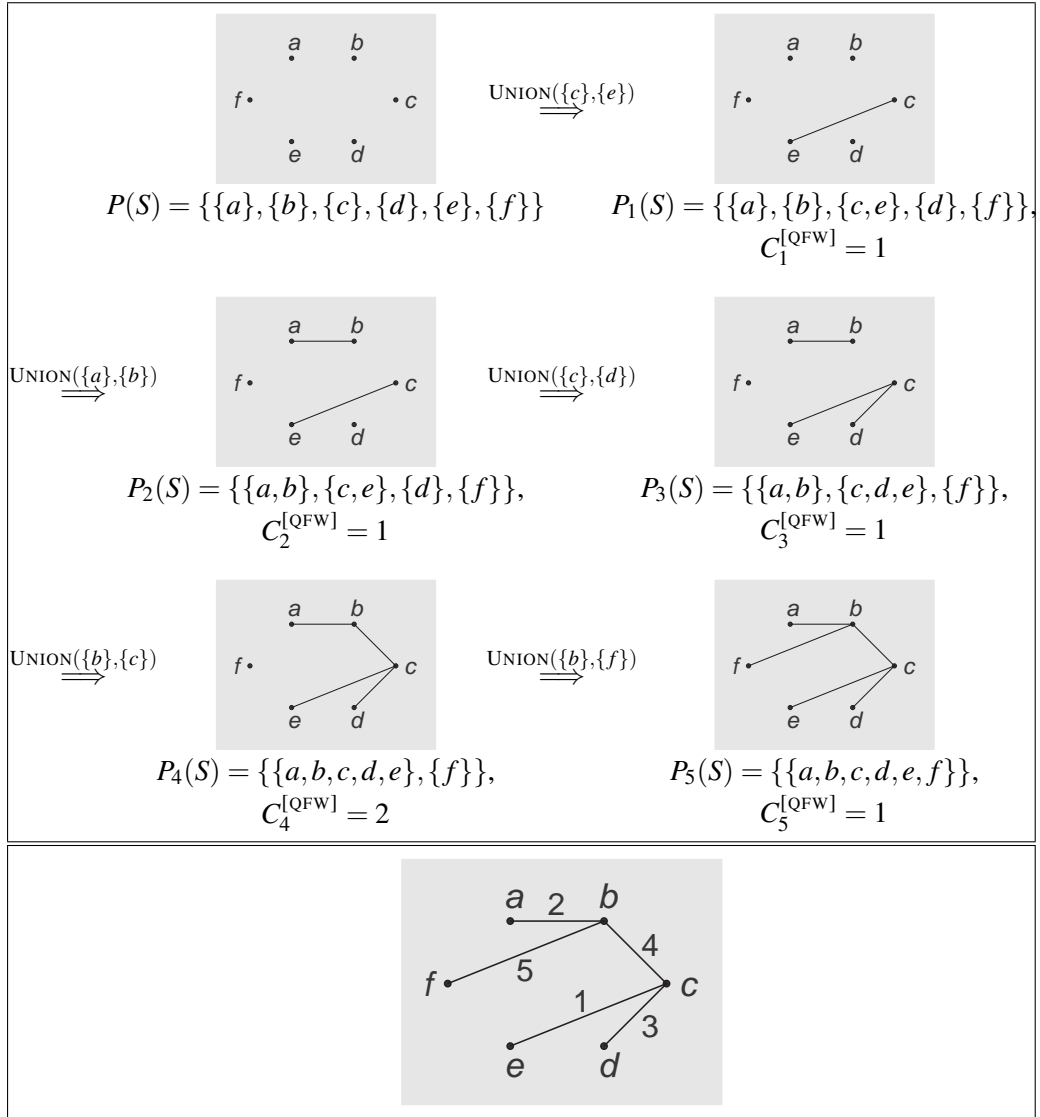 a b
f c
e d
P(S) = {{a},{b},{c},{d},{e},{f}}
UNION({c},{e})
⟹
a b
f c
e d
P₁(S) = {{a},{b},{c,e},{d},{f}},
C₁^[QFW] = 1
UNION({a},{b})
⟹
a b
f c
e d
P₂(S) = {{a,b},{c,e},{d},{f}},
C₂^[QFW] = 1
UNION({c},{d})
⟹
a b
f c
e d
P₃(S) = {{a,b},{c,d,e},{f}},
C₃^[QFW] = 1
UNION({b},{c})
⟹
a b
f c
e d
P₄(S) = {{a,b,c,d,e},{f}},
C₄^[QFW] = 2
UNION({b},{f})
⟹
a b
f c
e d
P₅(S) = {{a,b,c,d,e,f}},
C₅^[QFW] = 1
a 2 b
4
5
f 1 c
3
e d